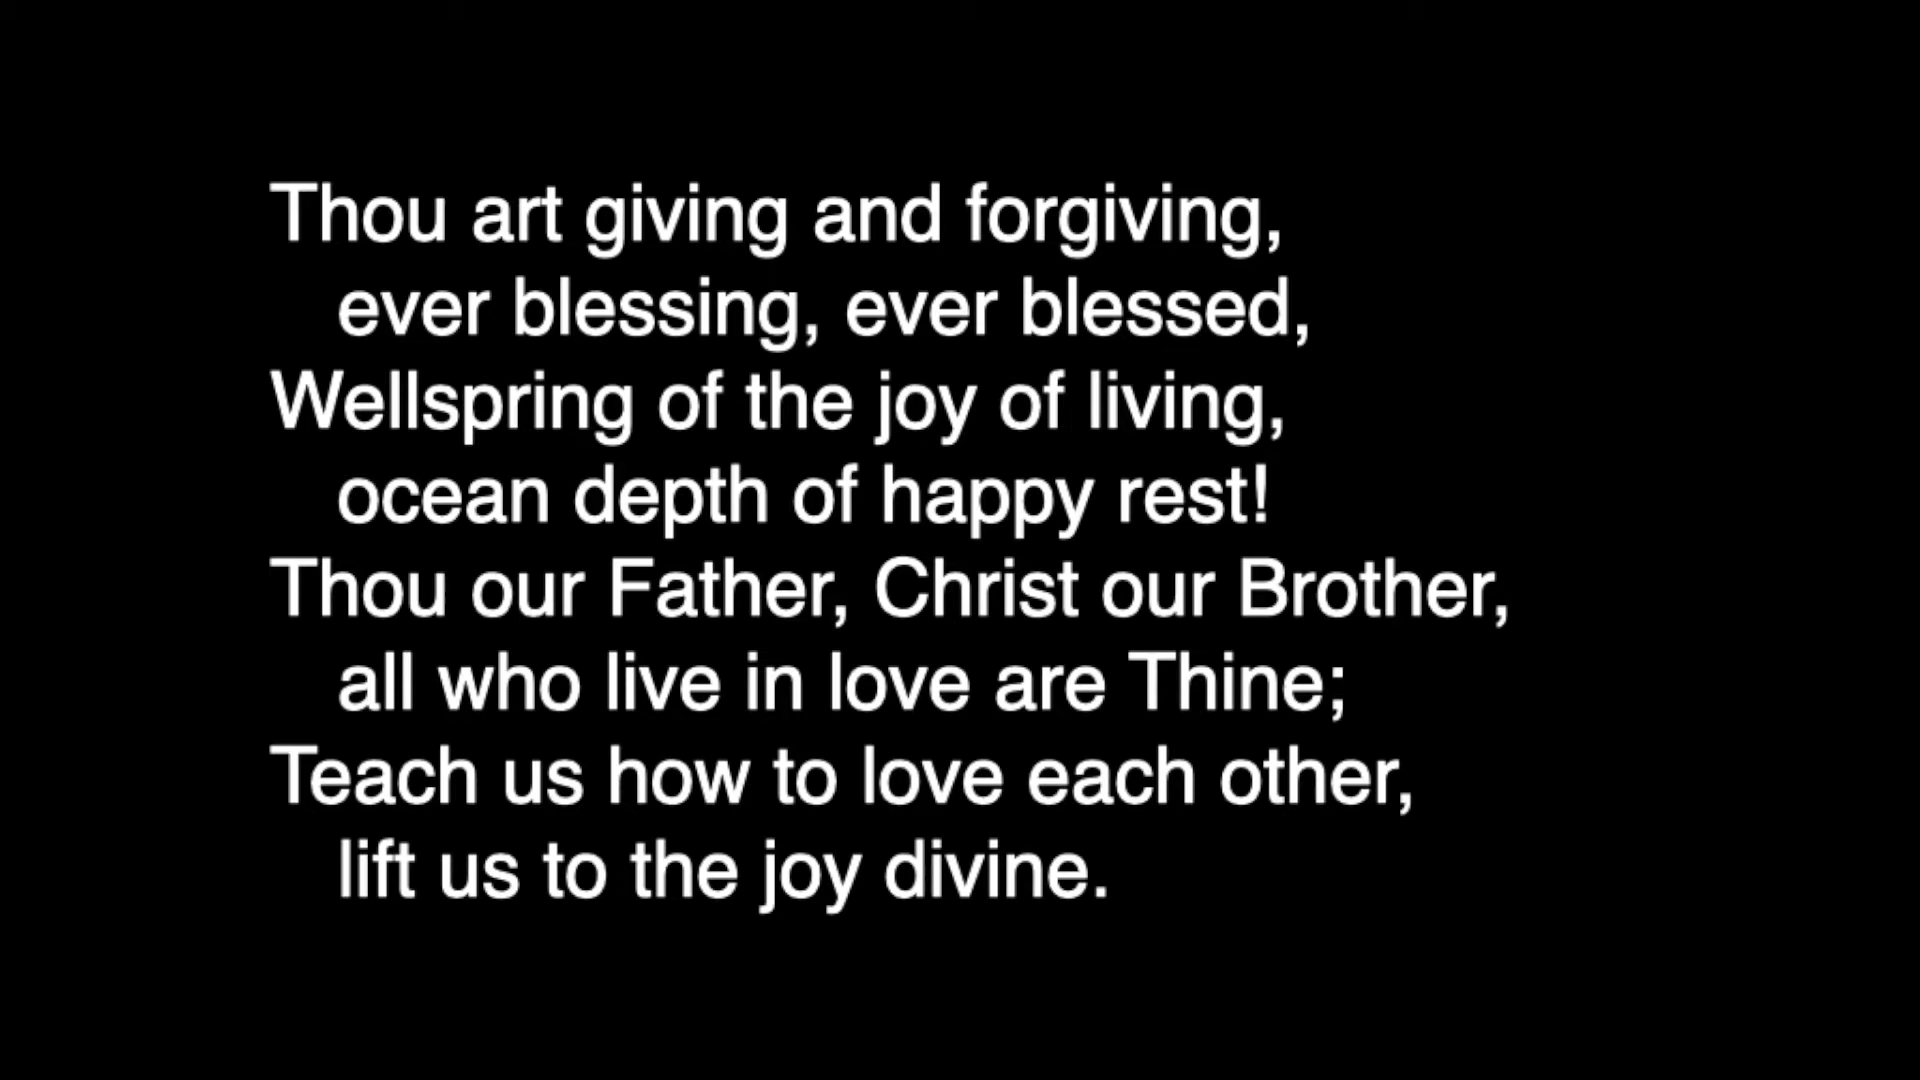 Thou art giving and forgiving,
ever blessing, ever blessed,
Wellspring of the joy of living,
ocean depth of happy rest!
Thou our Father, Christ our Brother,
all who live in love are Thine;
Teach us how to love each other,
lift us to the joy divine.